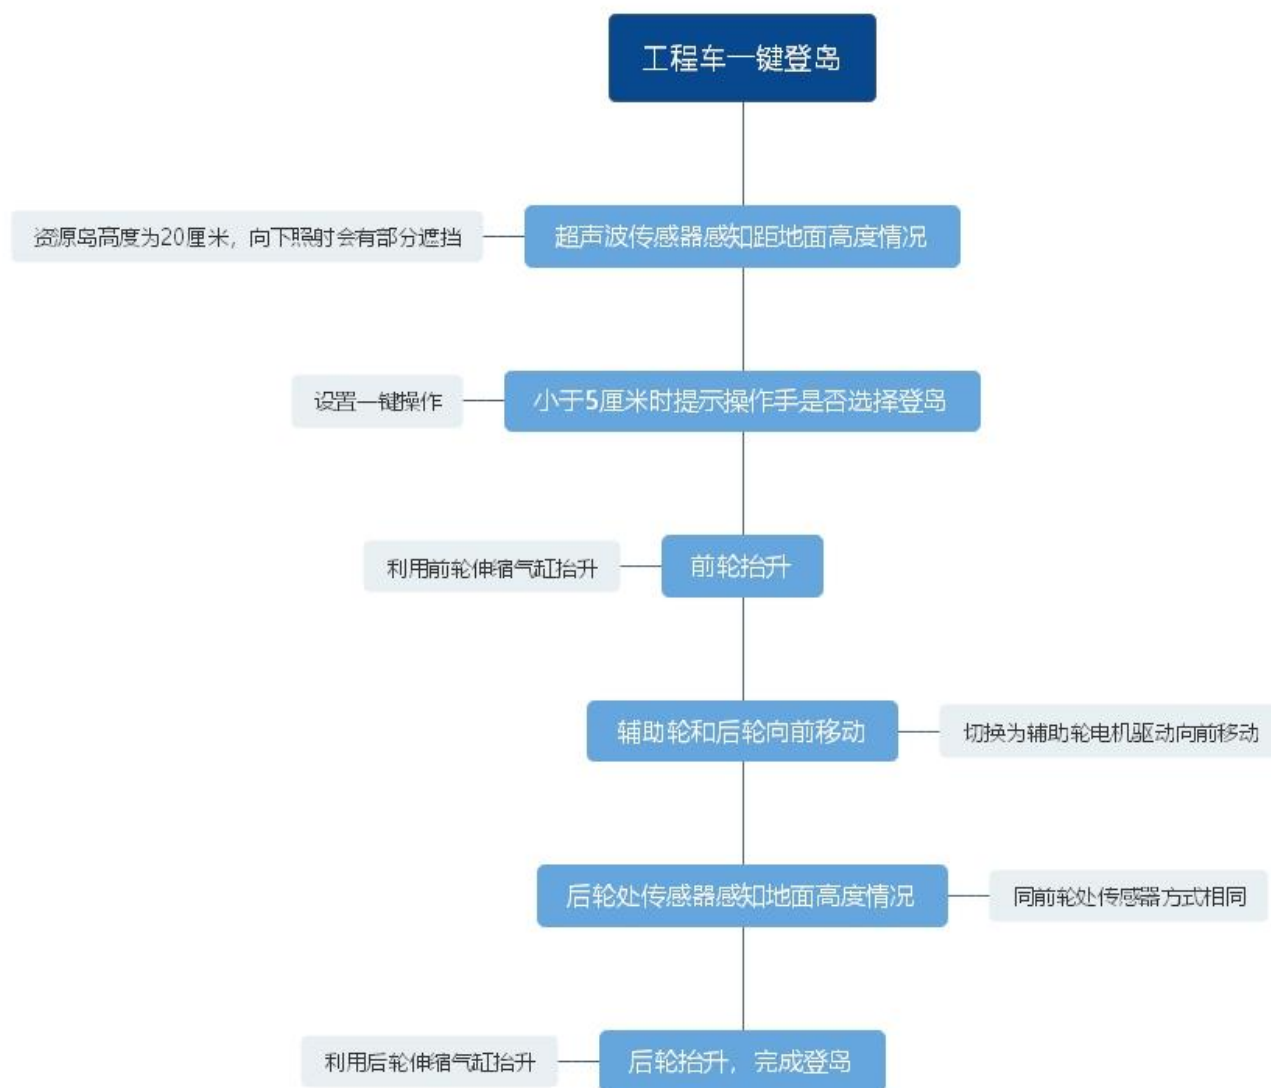 工程车一键登岛
资源岛高度为20厘米，向下照射会有部分遮挡
超声波传感器感知距地面高度情况
设置一键操作
小于5厘米时提示操作手是否选择登岛
利用前轮伸缩气缸抬升
前轮抬升
辅助轮和后轮向前移动
切换为辅助轮电机驱动向前移动
后轮处传感器感知地面高度情况
同前轮处传感器方式相同
利用后轮伸缩气缸抬升
后轮抬升，完成登岛